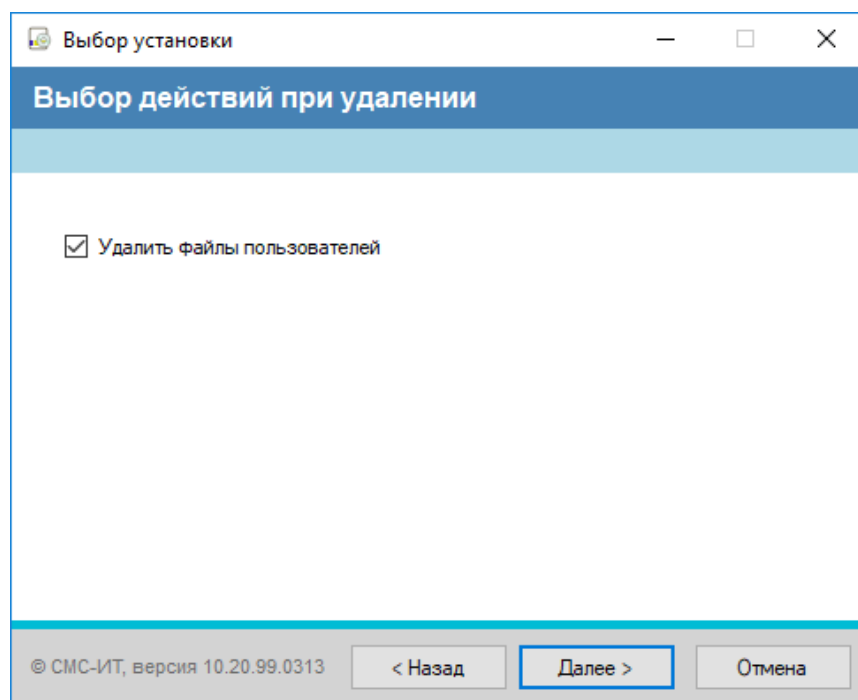 Выбор установки
Выбор действий при удалении
Удалить файлы пользователей
© СМС-ИТ, версия 10.20.99.0313
< Назад
Далее >
Отмена